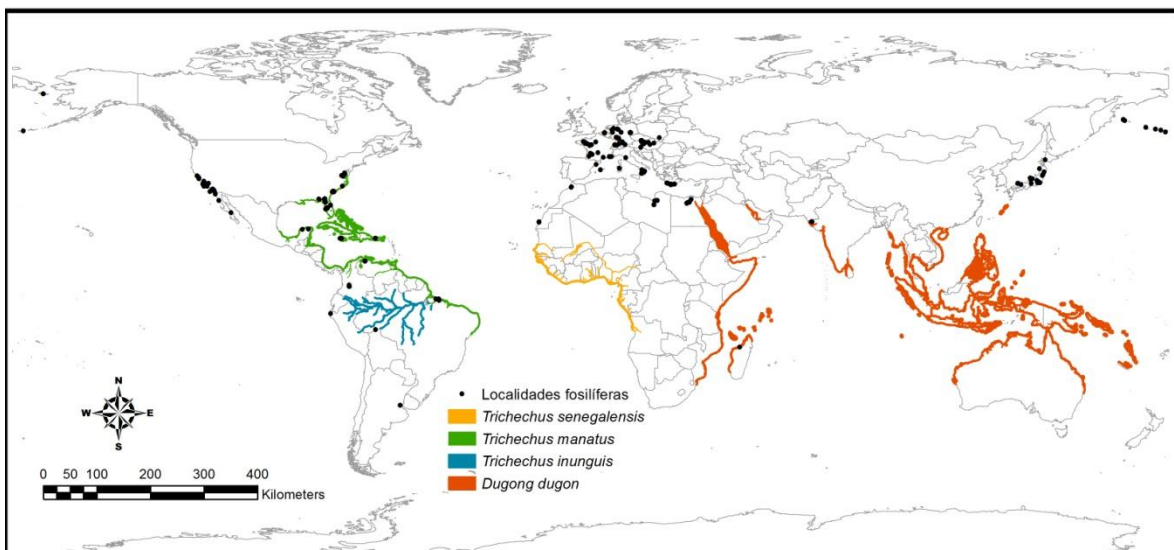 Localidades fosilíferas
Trichechus senegalensis
Trichechus manatus
Trichechus inunguis
Dugong dugon
N
W E
S
0 50 100 200 300 400
Kilometers